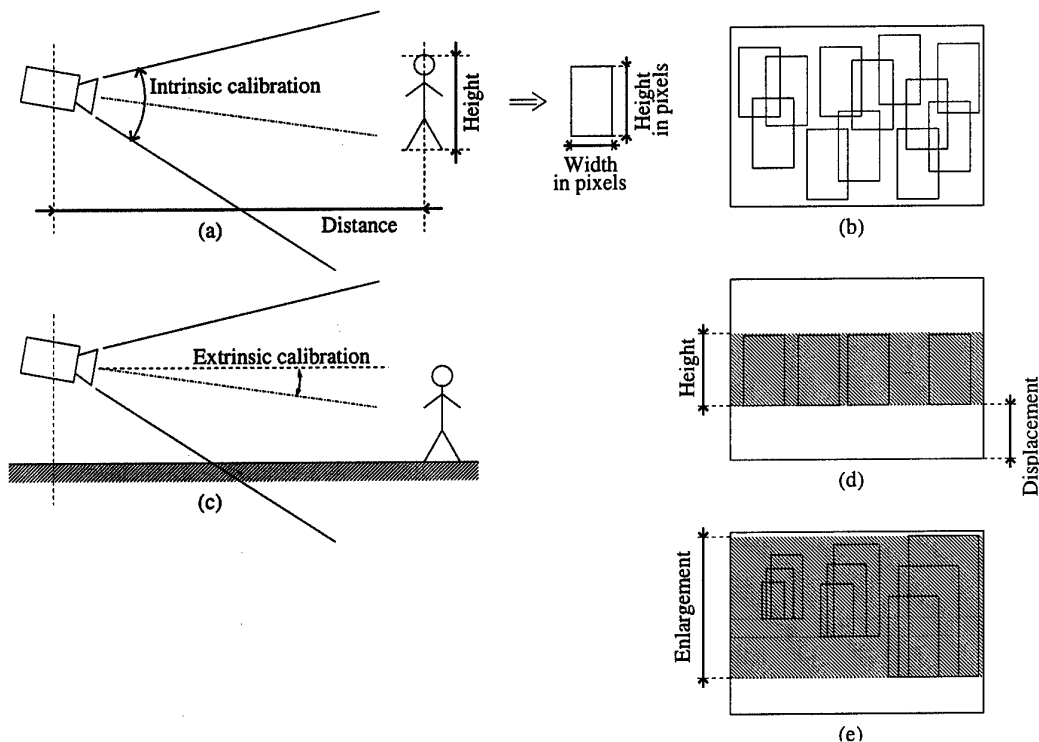 Intrinsic calibration
Height
Height
in pixels
Width
in pixels
Distance
(a)
(b)
Extrinsic calibration
(c)
Height
Displacement
(d)
Enlargement
(e)